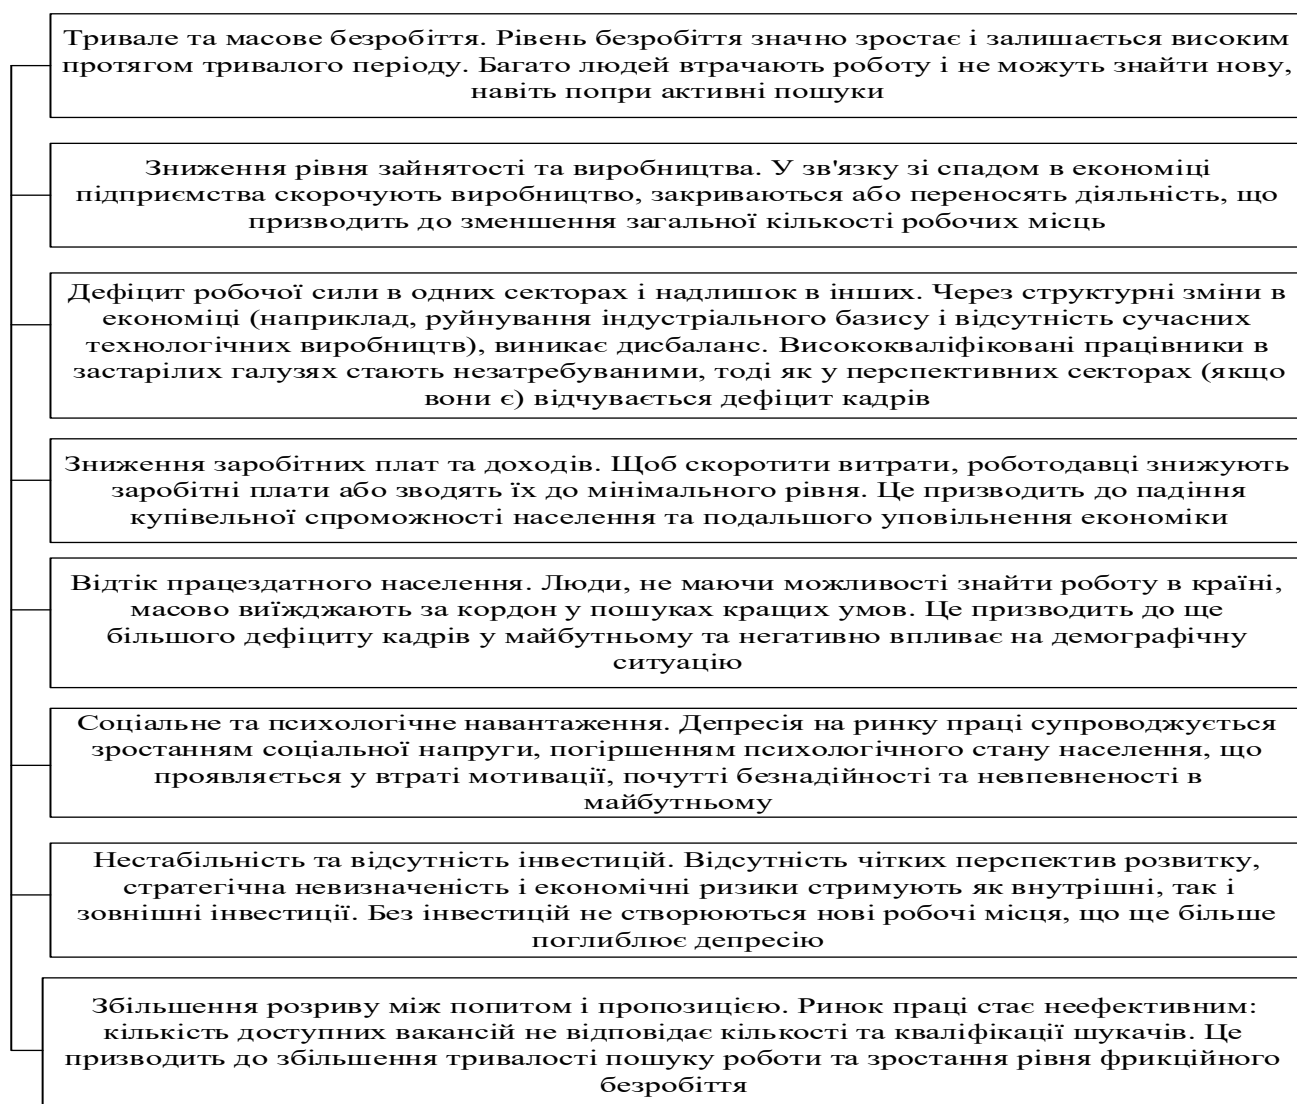 Тривале та масове безробіття. Рівень безробіття значно зростає і залишається високим
протягом тривалого періоду. Багато людей втрачають роботу і не можуть знайти нову,
навіть попри активні пошуки
Зниження рівня зайнятості та виробництва. У зв'язку зі спадом в економіці
підприємства скорочують виробництво, закриваються або переносять діяльність, що
призводить до зменшення загальної кількості робочих місць
Дефіцит робочої сили в одних секторах і надлишок в інших. Через структурні зміни в
економіці (наприклад, руйнування індустріального базису і відсутність сучасних
технологічних виробництв), виникає дисбаланс. Висококваліфіковані працівники в
застарілих галузях стають незатребуваними, тоді як у перспективних секторах (якщо
вони є) відчувається дефіцит кадрів
Зниження заробітних плат та доходів. Щоб скоротити витрати, роботодавці знижують
заробітні плати або зводять їх до мінімального рівня. Це призводить до падіння
купівельної спроможності населення та подальшого уповільнення економіки
Відтік працездатного населення. Люди, не маючи можливості знайти роботу в країні,
масово виїжджають за кордон у пошуках кращих умов. Це призводить до ще
більшого дефіциту кадрів у майбутньому та негативно впливає на демографічну
ситуацію
Соціальне та психологічне навантаження. Депресія на ринку праці супроводжується
зростанням соціальної напруги, погіршенням психологічного стану населення, що
проявляється у втраті мотивації, почутті безнадійності та невпевненості в
майбутньому
Нестабільність та відсутність інвестицій. Відсутність чітких перспектив розвитку,
стратегічна невизначеність і економічні ризики стримують як внутрішні, так і
зовнішні інвестиції. Без інвестицій не створюються нові робочі місця, що ще більше
поглиблює депресію
Збільшення розриву між попитом і пропозицією. Ринок праці стає неефективним:
кількість доступних вакансій не відповідає кількості та кваліфікації шукачів. Це
призводить до збільшення тривалості пошуку роботи та зростання рівня фрикційного
безробіття